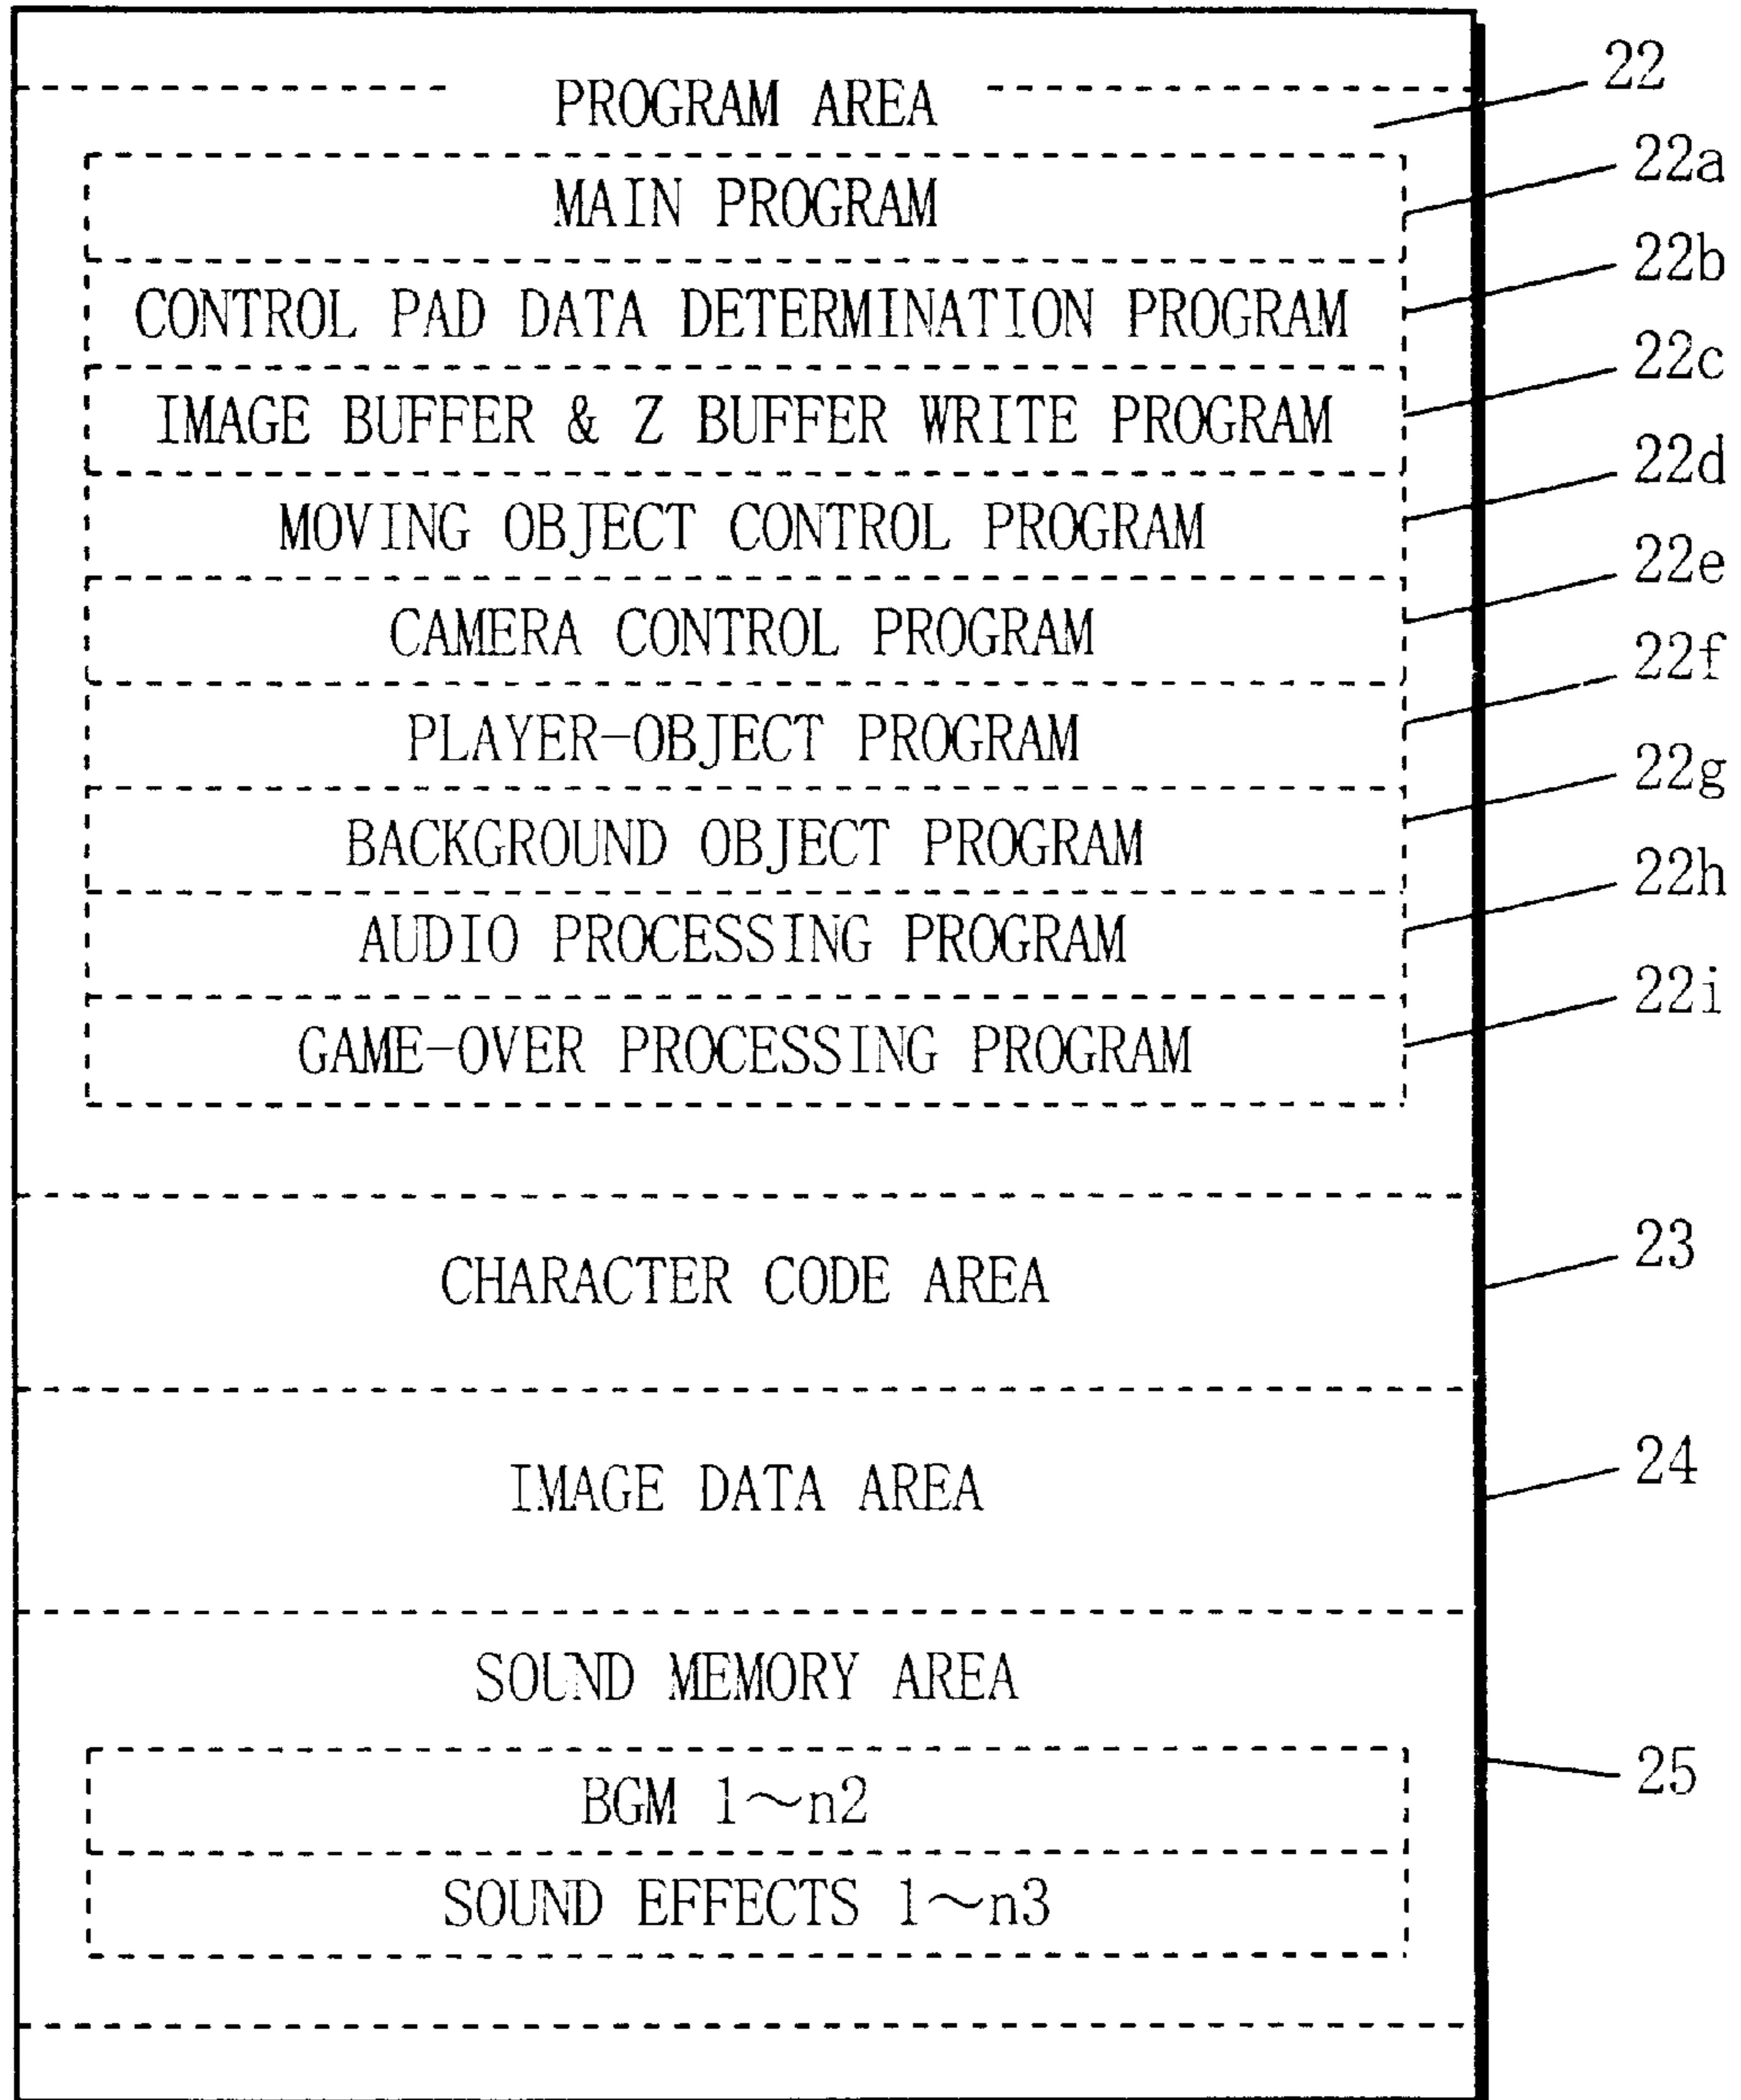 PROGRAM AREA 22
MAIN PROGRAM 22a
CONTROL PAD DATA DETERMINATION PROGRAM 22b
IMAGE BUFFER & Z BUFFER WRITE PROGRAM 22c
MOVING OBJECT CONTROL PROGRAM 22d
CAMERA CONTROL PROGRAM 22e
PLAYER-OBJECT PROGRAM 22f
BACKGROUND OBJECT PROGRAM 22g
AUDIO PROCESSING PROGRAM 22h
GAME-OVER PROCESSING PROGRAM 22i
CHARACTER CODE AREA 23
IMAGE DATA AREA 24
SOUND MEMORY AREA
BGM 1～n2 25
SOUND EFFECTS 1～n3